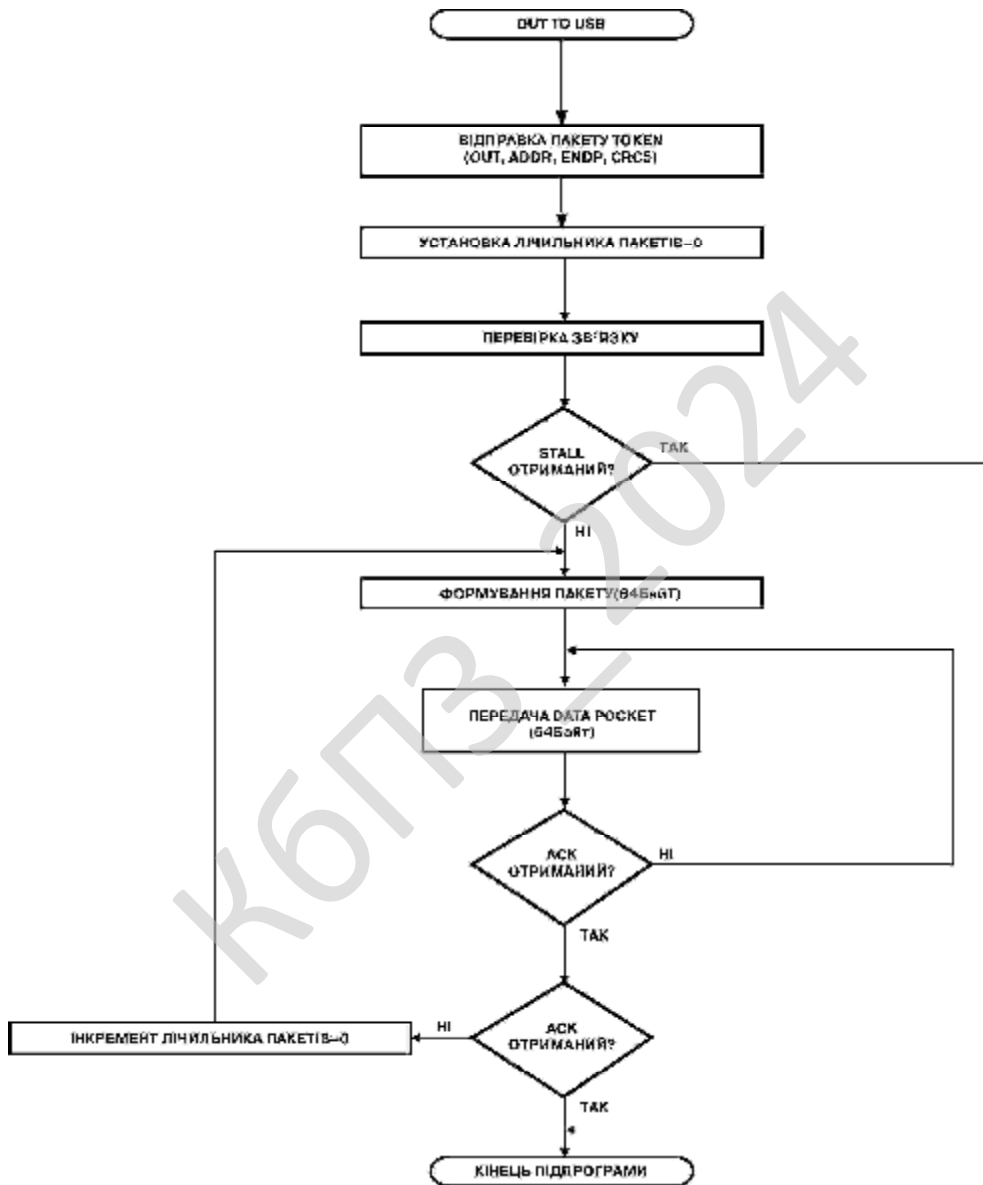 OUT TO USB
ВІДПРАВКА ПАКЕТУ TOKEN
(OUT, ADDR, ENDP, CRC5)
УСТАНОВКА ЛІЧИЛЬНИКА ПАКЕТІВ=0
ПЕРЕВІРКА ЗВ'ЯЗКУ
STALL
ОТРИМАНИЙ?
ТАК
НІ
ФОРМУВАННЯ ПАКЕТУ(64Байт)
ПЕРЕДАЧА DATA POCKET
(64Байт)
ACK
ОТРИМАНИЙ?
НІ
ТАК
ІНКРЕМЕНТ ЛІЧИЛЬНИКА ПАКЕТІВ=0
НІ
ACK
ОТРИМАНИЙ?
ТАК
КІНЕЦЬ ПІДПРОГРАМИ
КбПЗ_2024